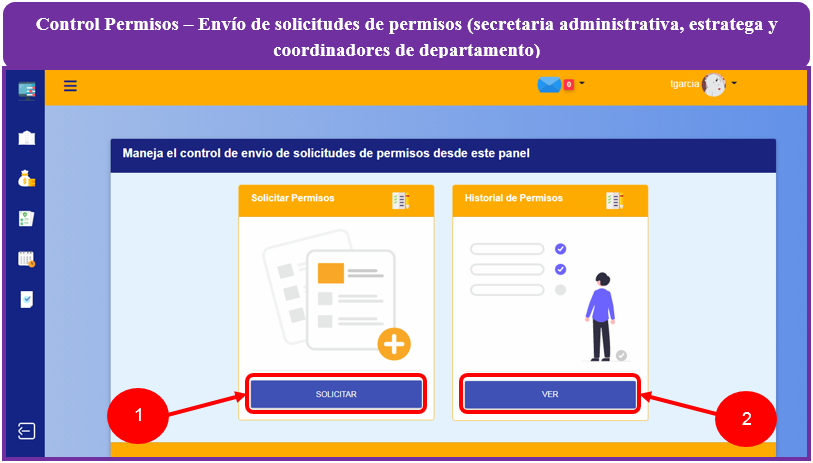 Control Permisos – Envío de solicitudes de permisos (secretaria administrativa, estratega y
coordinadores de departamento)
0
tgarcia
Maneja el control de envio de solicitudes de permisos desde este panel
Solicitar Permisos
Historial de Permisos
SOLICITAR
VER
1
2